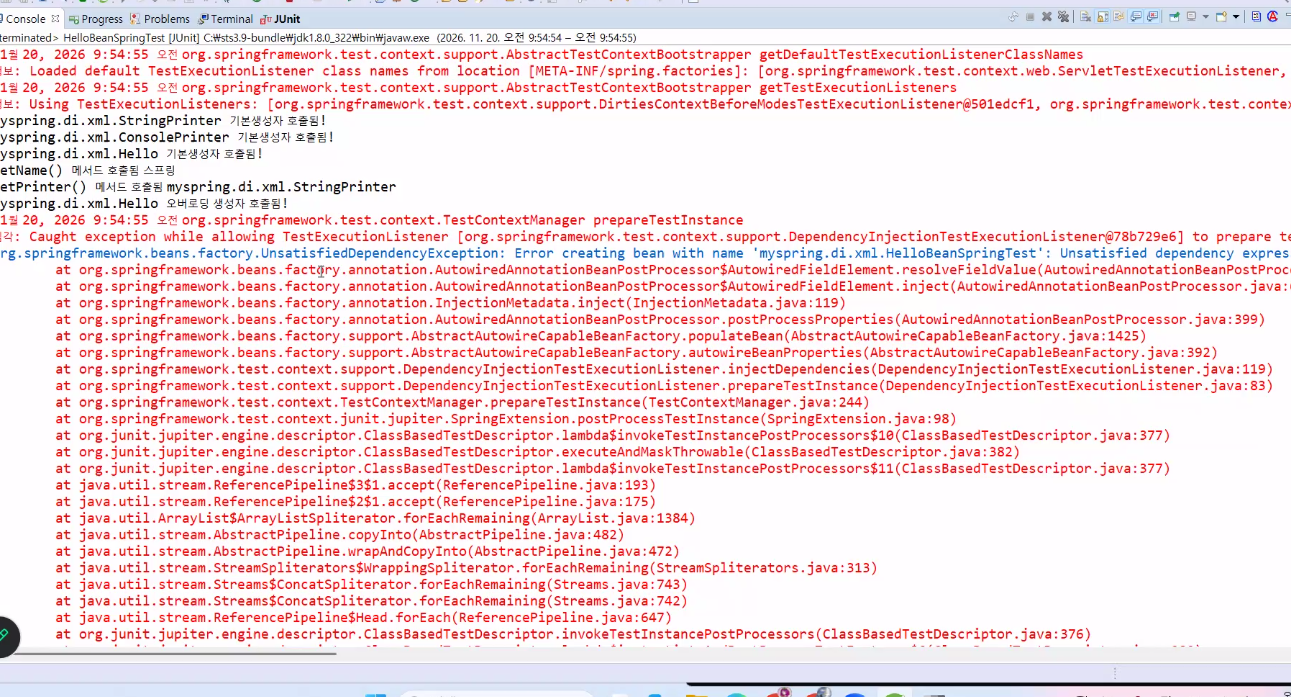 Console Progress Problems Terminal JUnit
terminated> HelloBeanSpringTest [JUnit] C:₩sts3.9-bundle₩jdk1.8.0_322₩bin₩javaw.exe (2026. 11. 20. 오전 9:54:54 – 오전 9:54:55)
1월 20, 2026 9:54:55 오전 org.springframework.test.context.support.AbstractTestContextBootstrapper getDefaultTestExecutionListenerClassNames
보: Loaded default TestExecutionListener class names from location [META-INF/spring.factories]: [org.springframework.test.context.web.ServletTestExecutionListener,
1월 20, 2026 9:54:55 오전 org.springframework.test.context.support.AbstractTestContextBootstrapper getTestExecutionListeners
보: Using TestExecutionListeners: [org.springframework.test.context.support.DirtiesContextBeforeModesTestExecutionListener@501edcf1, org.springframework.test.conte
yspring.di.xml.StringPrinter 기본생성자 호출됨!
yspring.di.xml.ConsolePrinter 기본생성자 호출됨!
yspring.di.xml.Hello 기본생성자 호출됨!
etName() 메서드 호출됨 스프링
etPrinter() 메서드 호출됨 myspring.di.xml.StringPrinter
yspring.di.xml.Hello 오버로딩 생성자 호출됨!
1월 20, 2026 9:54:55 오전 org.springframework.test.context.TestContextManager prepareTestInstance
각: Caught exception while allowing TestExecutionListener [org.springframework.test.context.support.DependencyInjectionTestExecutionListener@78b729e6] to prepare te
rg.springframework.beans.factory.UnsatisfiedDependencyException: Error creating bean with name 'myspring.di.xml.HelloBeanSpringTest': Unsatisfied dependency expres
at org.springframework.beans.factory.annotation.AutowiredAnnotationBeanPostProcessor$AutowiredFieldElement.resolveFieldValue(AutowiredAnnotationBeanPostProce
at org.springframework.beans.factory.annotation.AutowiredAnnotationBeanPostProcessor$AutowiredFieldElement.inject(AutowiredAnnotationBeanPostProcessor.java:
at org.springframework.beans.factory.annotation.InjectionMetadata.inject(InjectionMetadata.java:119)
at org.springframework.beans.factory.annotation.AutowiredAnnotationBeanPostProcessor.postProcessProperties(AutowiredAnnotationBeanPostProcessor.java:399)
at org.springframework.beans.factory.support.AbstractAutowireCapableBeanFactory.populateBean(AbstractAutowireCapableBeanFactory.java:1425)
at org.springframework.beans.factory.support.AbstractAutowireCapableBeanFactory.autowireBeanProperties(AbstractAutowireCapableBeanFactory.java:392)
at org.springframework.test.context.support.DependencyInjectionTestExecutionListener.injectDependencies(DependencyInjectionTestExecutionListener.java:119)
at org.springframework.test.context.support.DependencyInjectionTestExecutionListener.prepareTestInstance(DependencyInjectionTestExecutionListener.java:83)
at org.springframework.test.context.TestContextManager.prepareTestInstance(TestContextManager.java:244)
at org.springframework.test.context.junit.jupiter.SpringExtension.postProcessTestInstance(SpringExtension.java:98)
at org.junit.jupiter.engine.descriptor.ClassBasedTestDescriptor.lambda$invokeTestInstancePostProcessors$10(ClassBasedTestDescriptor.java:377)
at org.junit.jupiter.engine.descriptor.ClassBasedTestDescriptor.executeAndMaskThrowable(ClassBasedTestDescriptor.java:382)
at org.junit.jupiter.engine.descriptor.ClassBasedTestDescriptor.lambda$invokeTestInstancePostProcessors$11(ClassBasedTestDescriptor.java:377)
at java.util.stream.ReferencePipeline$3$1.accept(ReferencePipeline.java:193)
at java.util.stream.ReferencePipeline$2$1.accept(ReferencePipeline.java:175)
at java.util.ArrayList$ArrayListSpliterator.forEachRemaining(ArrayList.java:1384)
at java.util.stream.AbstractPipeline.copyInto(AbstractPipeline.java:482)
at java.util.stream.AbstractPipeline.wrapAndCopyInto(AbstractPipeline.java:472)
at java.util.stream.StreamSpliterators$WrappingSpliterator.forEachRemaining(StreamSpliterators.java:313)
at java.util.stream.Streams$ConcatSpliterator.forEachRemaining(Streams.java:743)
at java.util.stream.Streams$ConcatSpliterator.forEachRemaining(Streams.java:742)
at java.util.stream.ReferencePipeline$Head.forEach(ReferencePipeline.java:647)
at org.junit.jupiter.engine.descriptor.ClassBasedTestDescriptor.invokeTestInstancePostProcessors(ClassBasedTestDescriptor.java:376)